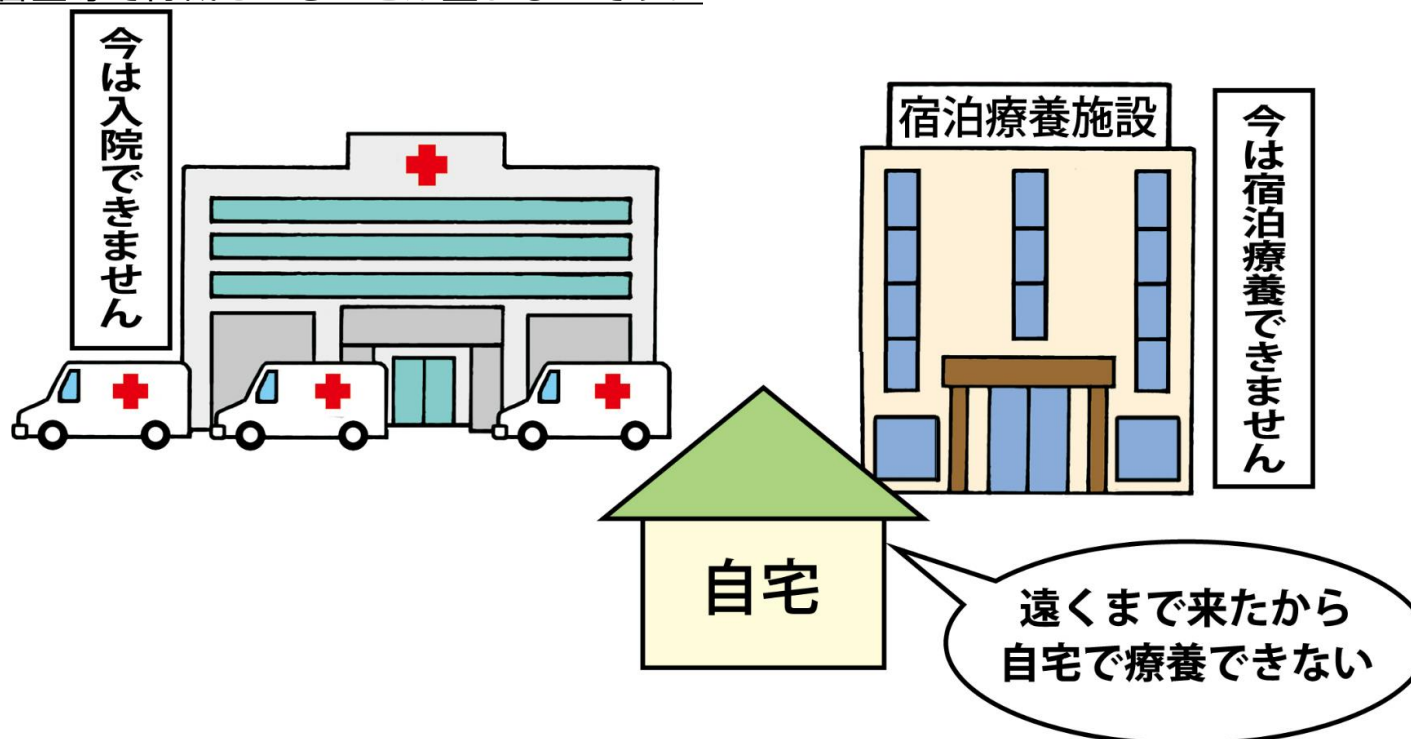 今は入院できません
宿泊療養施設
今は宿泊療養できません
自宅
遠くまで来たから
自宅で療養できない